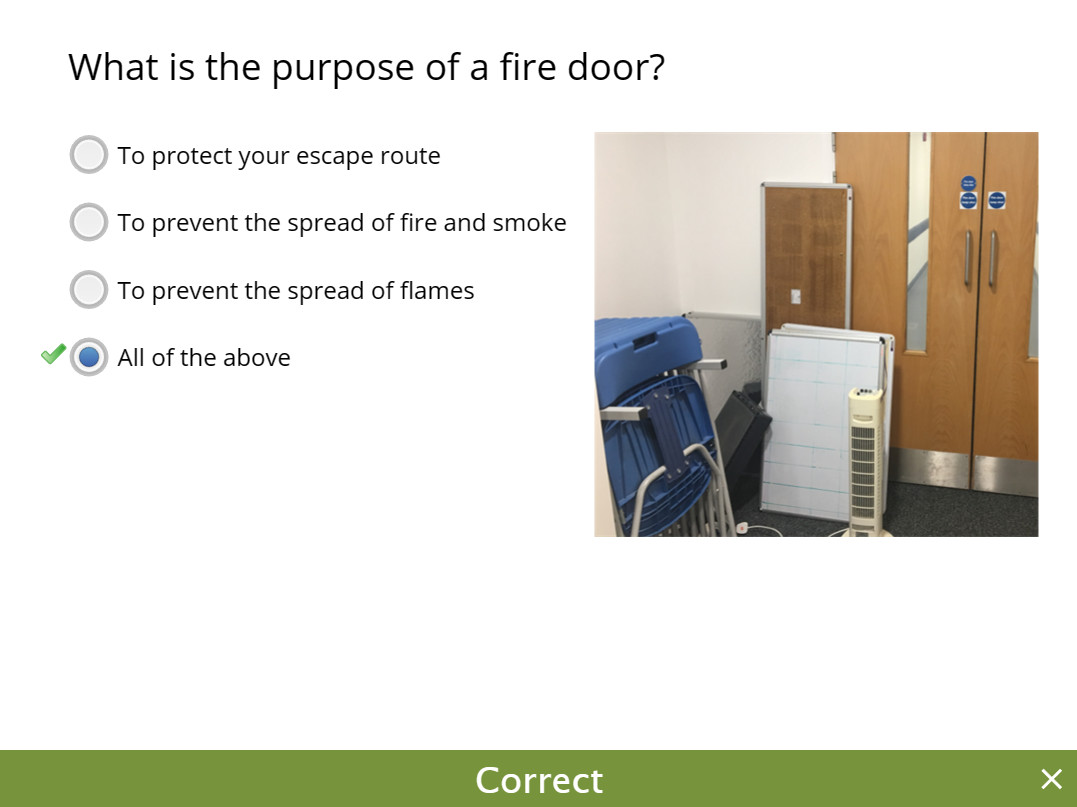 What is the purpose of a fire door?
To protect your escape route
To prevent the spread of fire and smoke
To prevent the spread of flames
All of the above
Correct